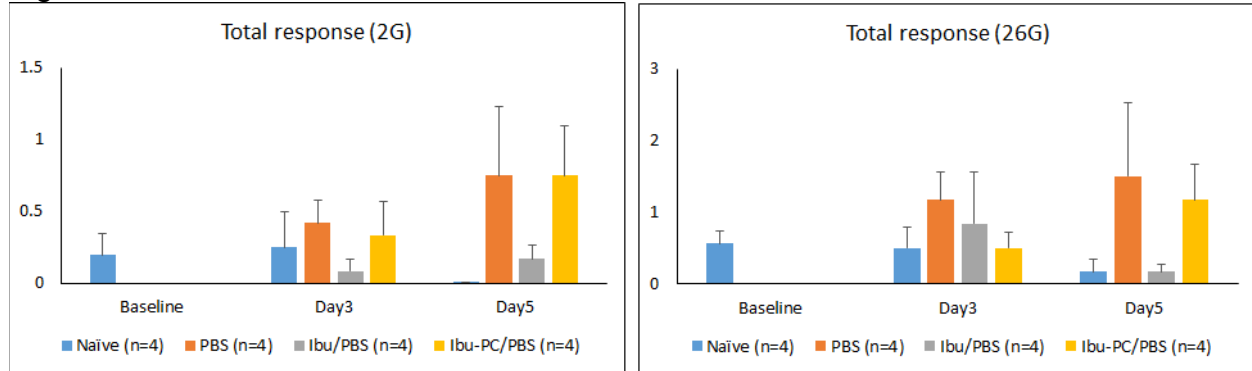 Total response (2G)
1.5
1
0.5
0
Baseline Day3 Day5
Naïve (n=4) PBS (n=4) Ibu/PBS (n=4) Ibu-PC/PBS (n=4)
Total response (26G)
3
2
1
0
Baseline Day3 Day5
Naïve (n=4) PBS (n=4) Ibu/PBS (n=4) Ibu-PC/PBS (n=4)